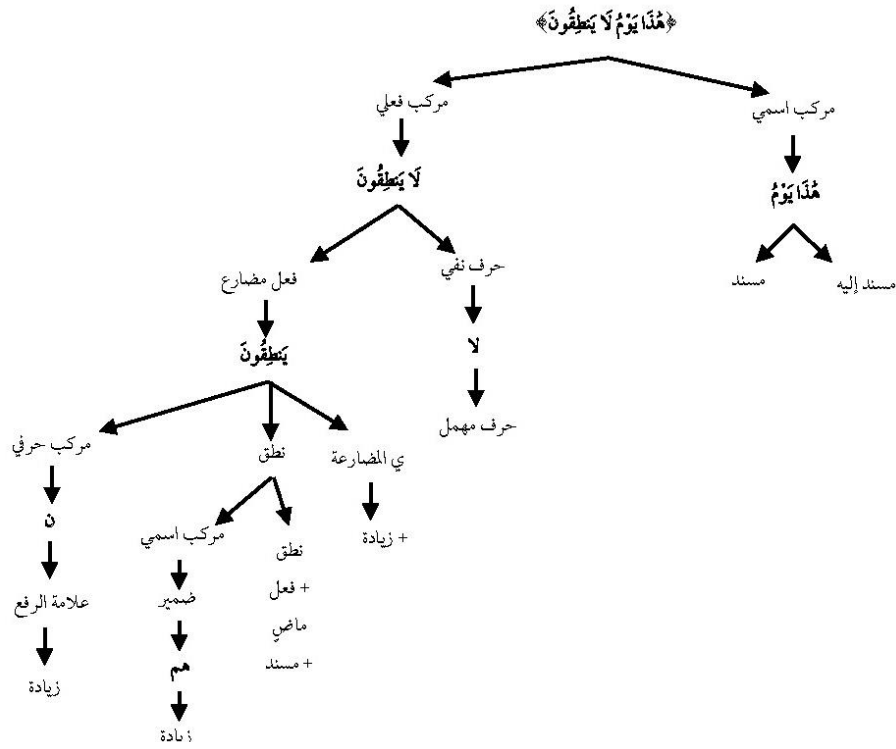 ﴿هَٰذَا يَوْمُ لَا يَنطِقُونَ﴾
مركب اسمي
مركب فعلي
هَٰذَا يَوْمُ
لَا يَنطِقُونَ
مسند إليه
مسند
حرف نفي
فعل مضارع
لا
يَنطِقُونَ
حرف مهمل
ي المضارعة
نطق
مركب حرفي
+ زيادة
نطق
+ فعل
ماضٍ
+ مسند
مركب اسمي
ضمير
هم
زيادة
ن
علامة الرفع
زيادة